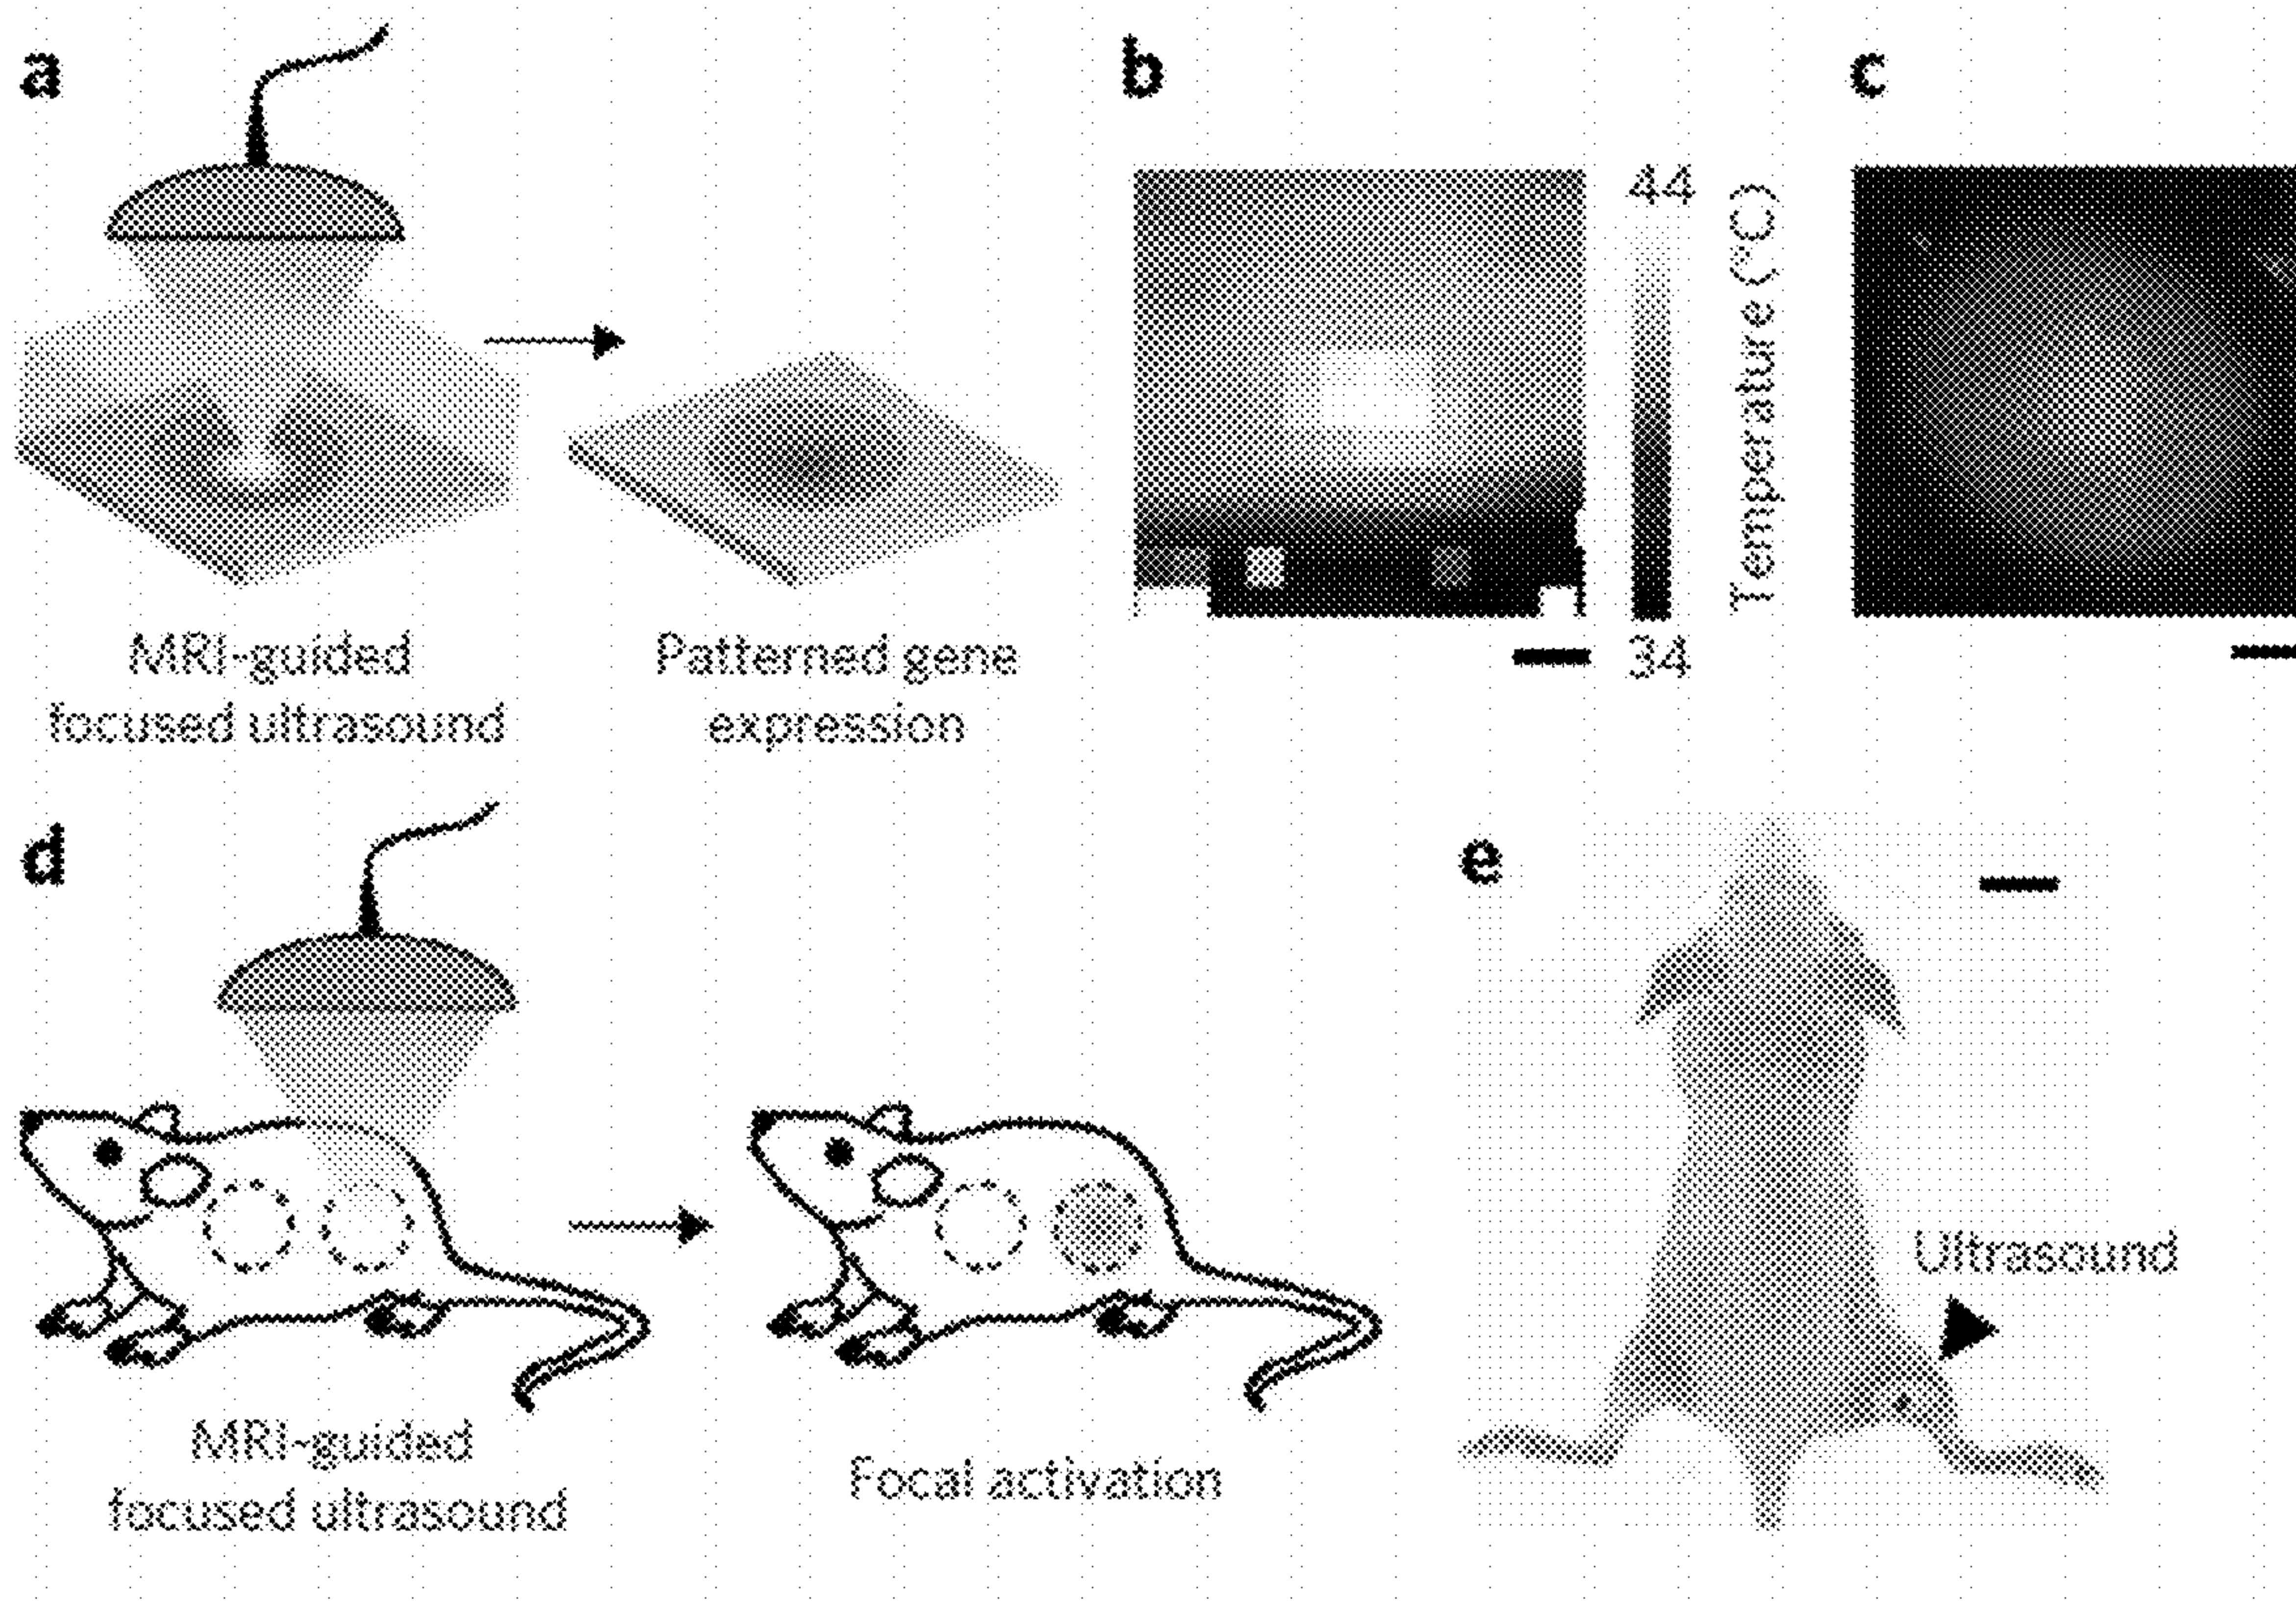 a
b
c
44
Temperature (°C)
34
MRI-guided
focused ultrasound
Patterned gene
expression
d
e
Ultrasound
MRI-guided
focused ultrasound
Focal activation